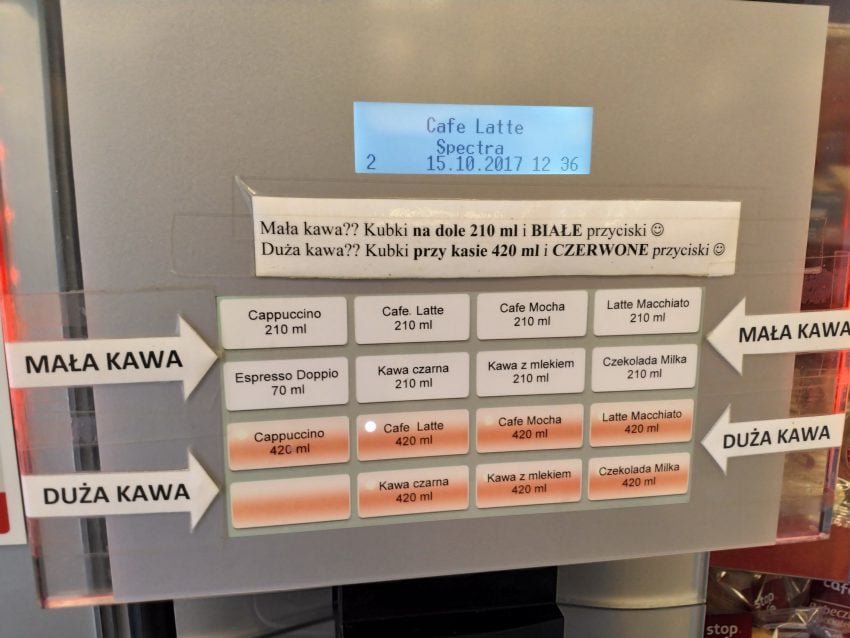 Cafe Latte
Spectra
2 15.10.2017 12 36
Mała kawa?? Kubki na dole 210 ml i BIAŁE przyciski ☺
Duża kawa?? Kubki przy kasie 420 ml i CZERWONE przyciski ☺
MAŁA KAWA
Cappuccino
210 ml
Cafe. Latte
210 ml
Cafe Mocha
210 ml
Latte Macchiato
210 ml
MAŁA KAWA
Espresso Doppio
70 ml
Kawa czarna
210 ml
Kawa z mlekiem
210 ml
Czekolada Milka
210 ml
DUŻA KAWA
Cappuccino
420 ml
Cafe Latte
420 ml
Cafe Mocha
420 ml
Latte Macchiato
420 ml
DUŻA KAWA
Kawa czarna
420 ml
Kawa z mlekiem
420 ml
Czekolada Milka
420 ml
stop.
stop.